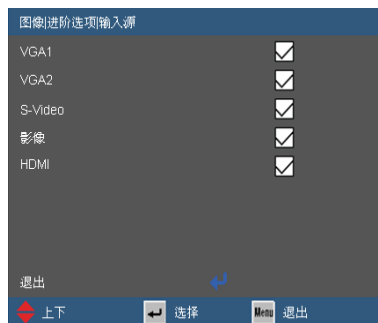 图像|进阶选项|输入源
VGA1
VGA2
S-Video
影像
HDMI
退出
上下 选择 Menu 退出